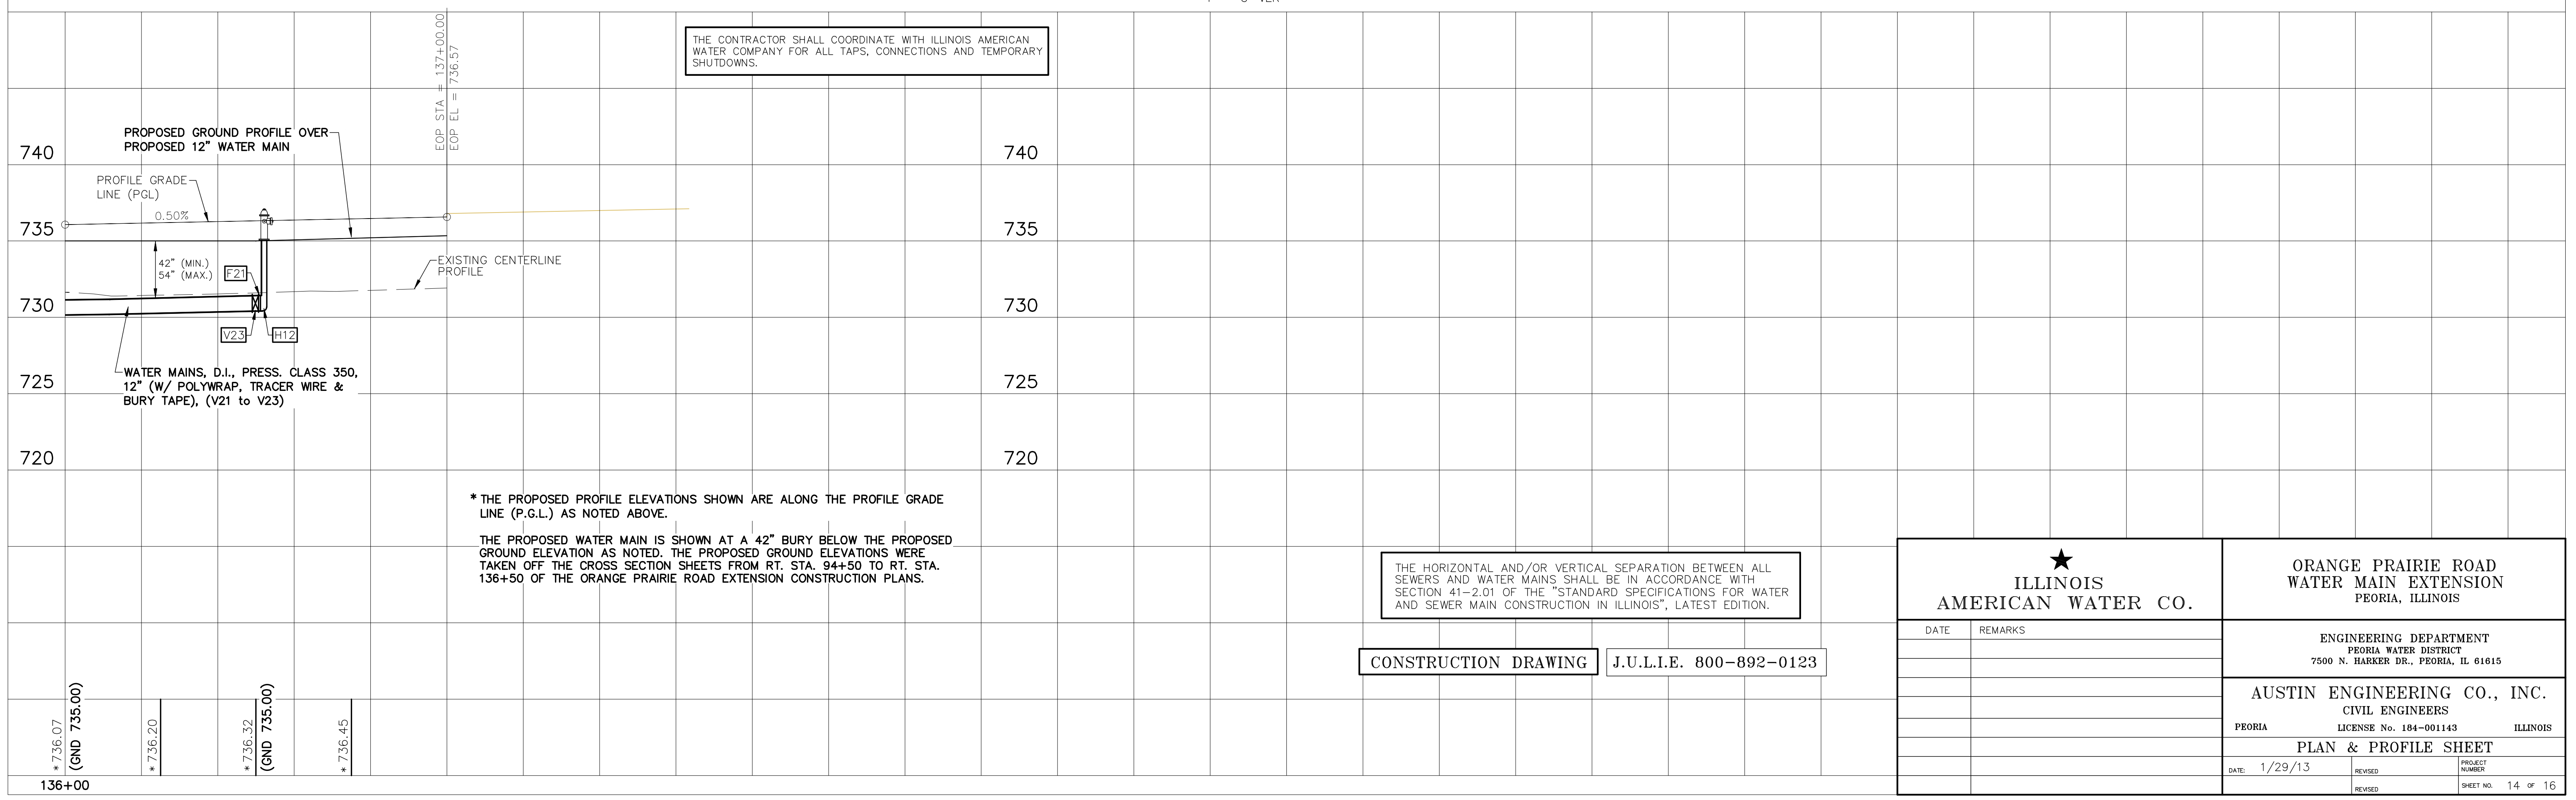 EOP STA = 137+00.00
EOP EL = 736.57
THE CONTRACTOR SHALL COORDINATE WITH ILLINOIS AMERICAN
WATER COMPANY FOR ALL TAPS, CONNECTIONS AND TEMPORARY
SHUTDOWNS.
PROPOSED GROUND PROFILE OVER
PROPOSED 12" WATER MAIN
740
740
PROFILE GRADE
LINE (PGL)
0.50%
735
735
42" (MIN.)
54" (MAX.)
F21
EXISTING CENTERLINE
PROFILE
730
730
V23
H12
WATER MAINS, D.I., PRESS. CLASS 350,
12" (W/ POLYWRAP, TRACER WIRE &
BURY TAPE), (V21 to V23)
725
725
720
720
* THE PROPOSED PROFILE ELEVATIONS SHOWN ARE ALONG THE PROFILE GRADE
LINE (P.G.L.) AS NOTED ABOVE.
THE PROPOSED WATER MAIN IS SHOWN AT A 42" BURY BELOW THE PROPOSED
GROUND ELEVATION AS NOTED. THE PROPOSED GROUND ELEVATIONS WERE
TAKEN OFF THE CROSS SECTION SHEETS FROM RT. STA. 94+50 TO RT. STA.
136+50 OF THE ORANGE PRAIRIE ROAD EXTENSION CONSTRUCTION PLANS.
THE HORIZONTAL AND/OR VERTICAL SEPARATION BETWEEN ALL
SEWERS AND WATER MAINS SHALL BE IN ACCORDANCE WITH
SECTION 41-2.01 OF THE "STANDARD SPECIFICATIONS FOR WATER
AND SEWER MAIN CONSTRUCTION IN ILLINOIS", LATEST EDITION.
CONSTRUCTION DRAWING
J.U.L.I.E. 800-892-0123
* 736.07
(GND 735.00)
* 736.20
* 736.32
(GND 735.00)
* 736.45
136+00
ILLINOIS
AMERICAN WATER CO.
DATE REMARKS
ORANGE PRAIRIE ROAD
WATER MAIN EXTENSION
PEORIA, ILLINOIS
ENGINEERING DEPARTMENT
PEORIA WATER DISTRICT
7500 N. HARKER DR., PEORIA, IL 61615
AUSTIN ENGINEERING CO., INC.
CIVIL ENGINEERS
PEORIA LICENSE No. 184-001143 ILLINOIS
PLAN & PROFILE SHEET
DATE: 1/29/13 REVISED PROJECT
NUMBER
REVISED SHEET NO. 14 OF 16